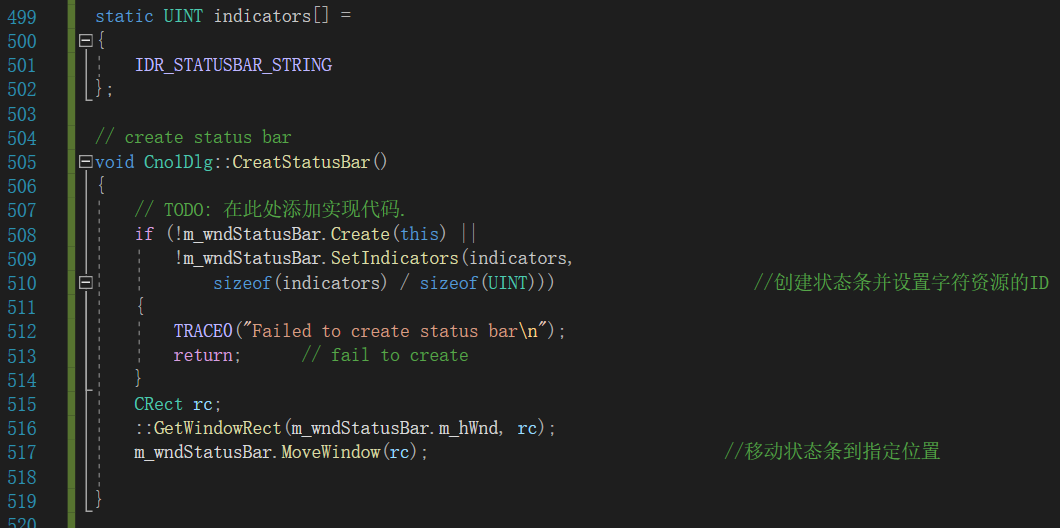 499 static UINT indicators[] =
500 {
501 IDR_STATUSBAR_STRING
502 };
503
504 // create status bar
505 void CnolDlg::CreatStatusBar()
506 {
507 // TODO: 在此处添加实现代码.
508 if (!m_wndStatusBar.Create(this) ||
509 !m_wndStatusBar.SetIndicators(indicators,
510 sizeof(indicators) / sizeof(UINT))) //创建状态条并设置字符资源的ID
511 {
512 TRACE0("Failed to create status bar\n");
513 return; // fail to create
514 }
515 CRect rc;
516 ::GetWindowRect(m_wndStatusBar.m_hWnd, rc);
517 m_wndStatusBar.MoveWindow(rc); //移动状态条到指定位置
518
519 }
520